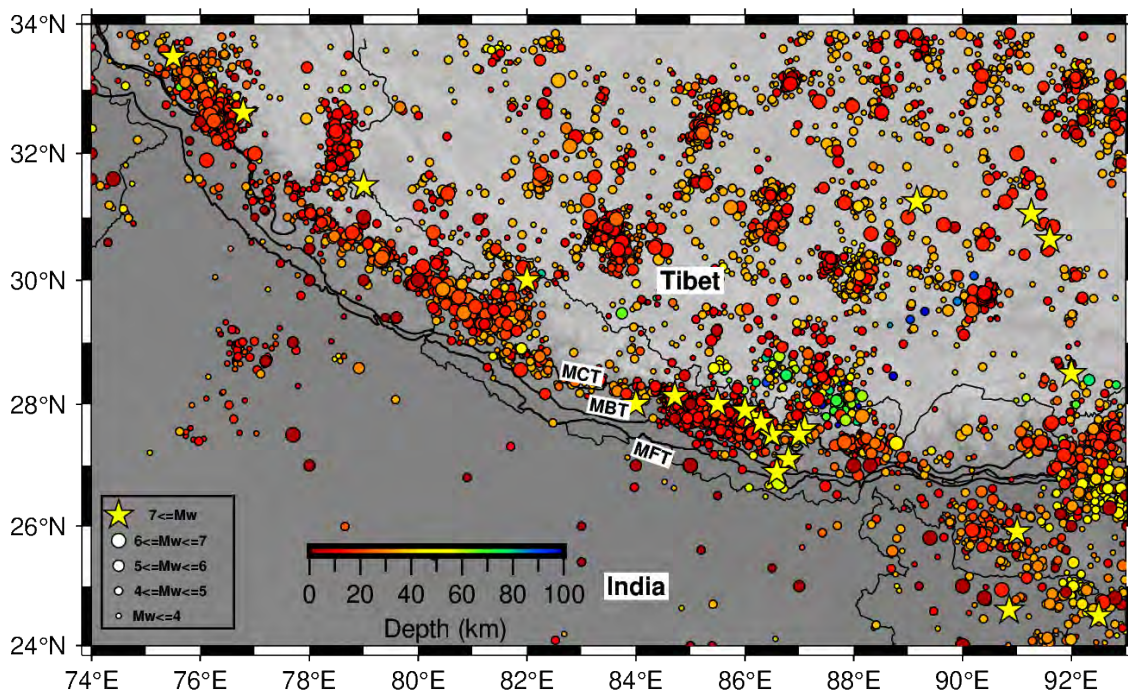 34°N
32°N
30°N
28°N
26°N
24°N
Tibet
MCT
MBT
MFT
7<=Mw
6<=Mw<=7
5<=Mw<=6
4<=Mw<=5
Mw<=4
0 20 40 60 80 100
Depth (km)
India
74°E 76°E 78°E 80°E 82°E 84°E 86°E 88°E 90°E 92°E